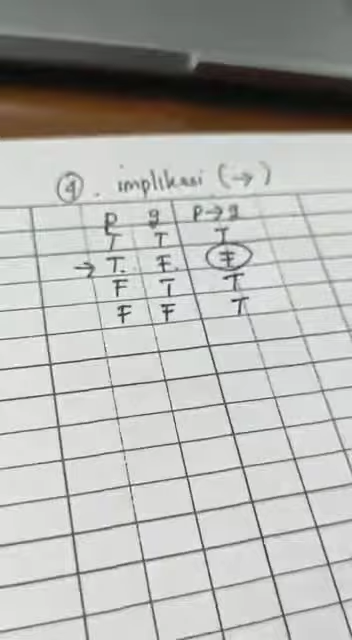 ④. implikasi (→)
p q p→q
T T T
→ T. F. F
F T T
F F T